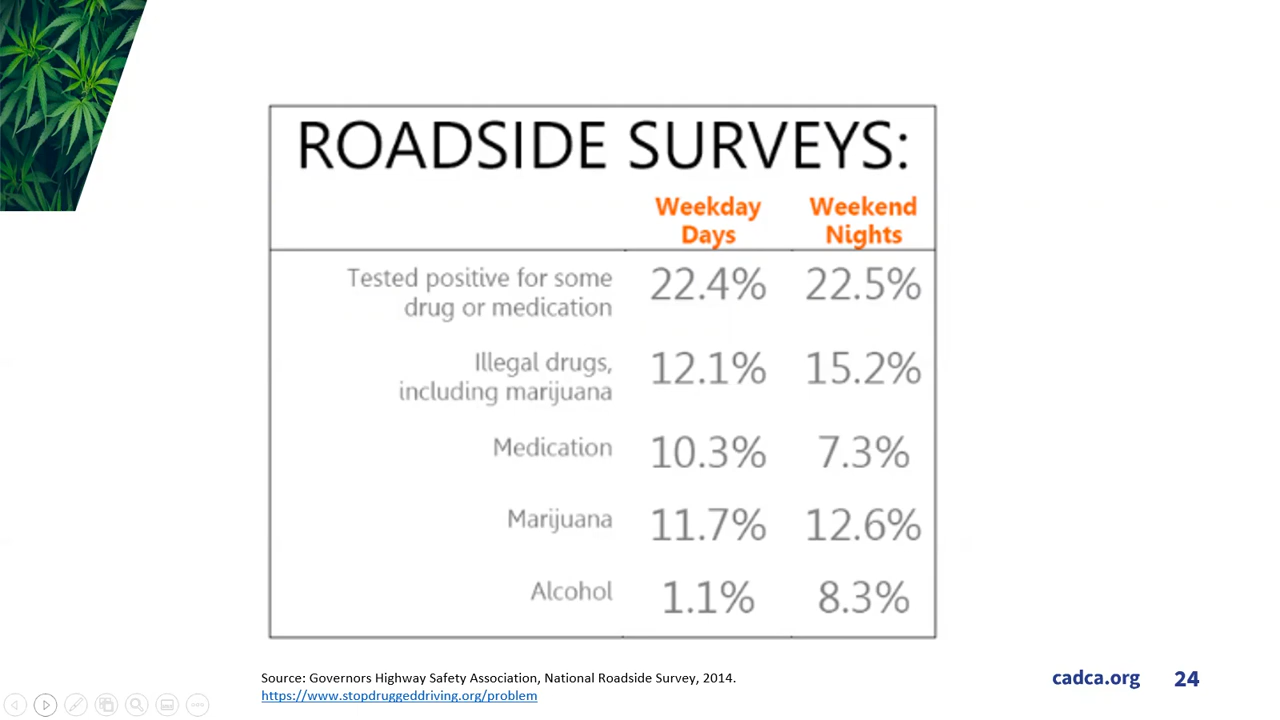 ROADSIDE SURVEYS:
Weekday Weekend
Days Nights
Tested positive for some
drug or medication 22.4% 22.5%
Illegal drugs,
including marijuana 12.1% 15.2%
Medication 10.3% 7.3%
Marijuana 11.7% 12.6%
Alcohol 1.1% 8.3%
Source: Governors Highway Safety Association, National Roadside Survey, 2014.
https://www.stopdruggeddriving.org/problem
cadca.org 24